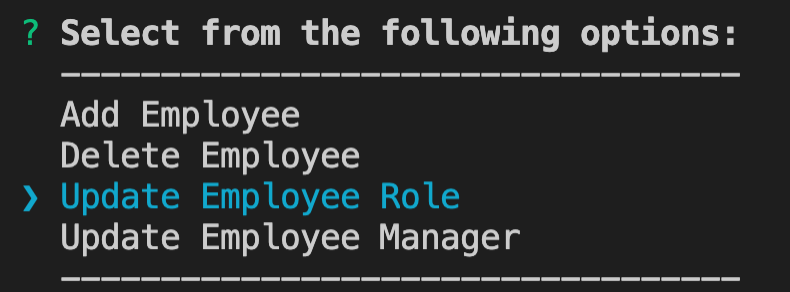 ? Select from the following options:
──────────────────────────────────
Add Employee
Delete Employee
❯ Update Employee Role
Update Employee Manager
──────────────────────────────────